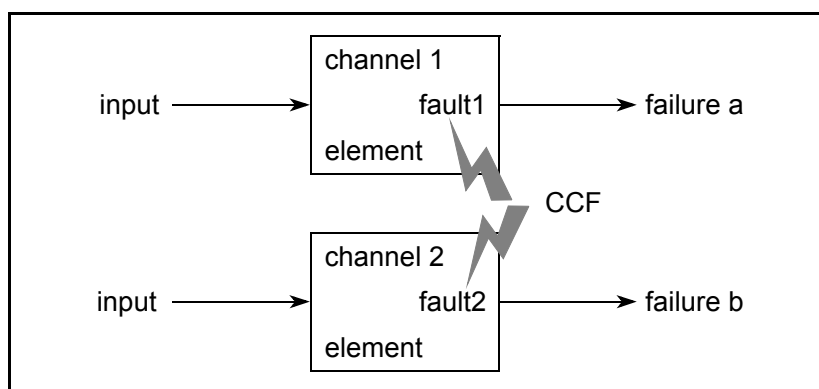 channel 1
input
fault1
failure a
element
CCF
channel 2
input
fault2
failure b
element